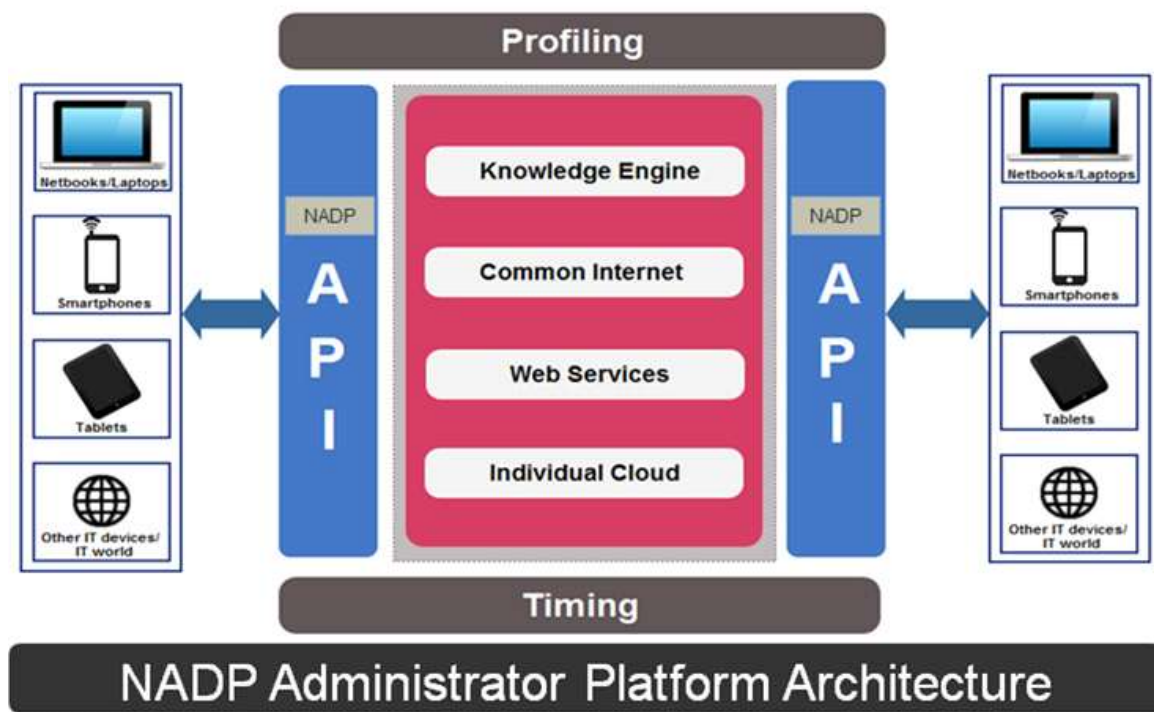 Profiling
Netbooks/Laptops
Smartphones
Tablets
Other IT devices/
IT world
NADP
A
P
I
Knowledge Engine
Common Internet
Web Services
Individual Cloud
NADP
A
P
I
Netbooks/Laptops
Smartphones
Tablets
Other IT devices/
IT world
Timing
NADP Administrator Platform Architecture